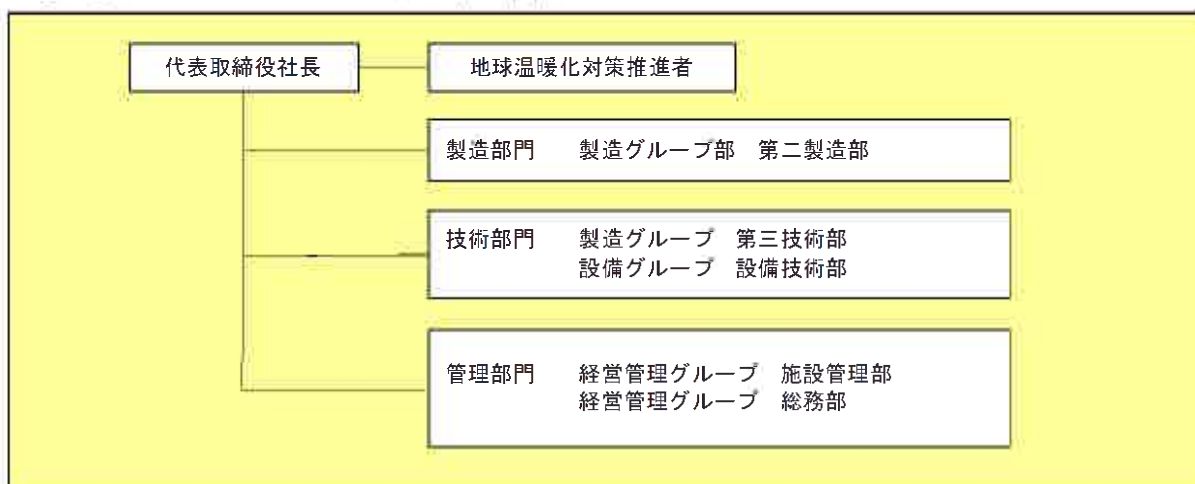 代表取締役社長　地球温暖化対策推進者
製造部門　製造グループ部　第二製造部
技術部門　製造グループ　第三技術部
設備グループ　設備技術部
管理部門　経営管理グループ　施設管理部
経営管理グループ　総務部